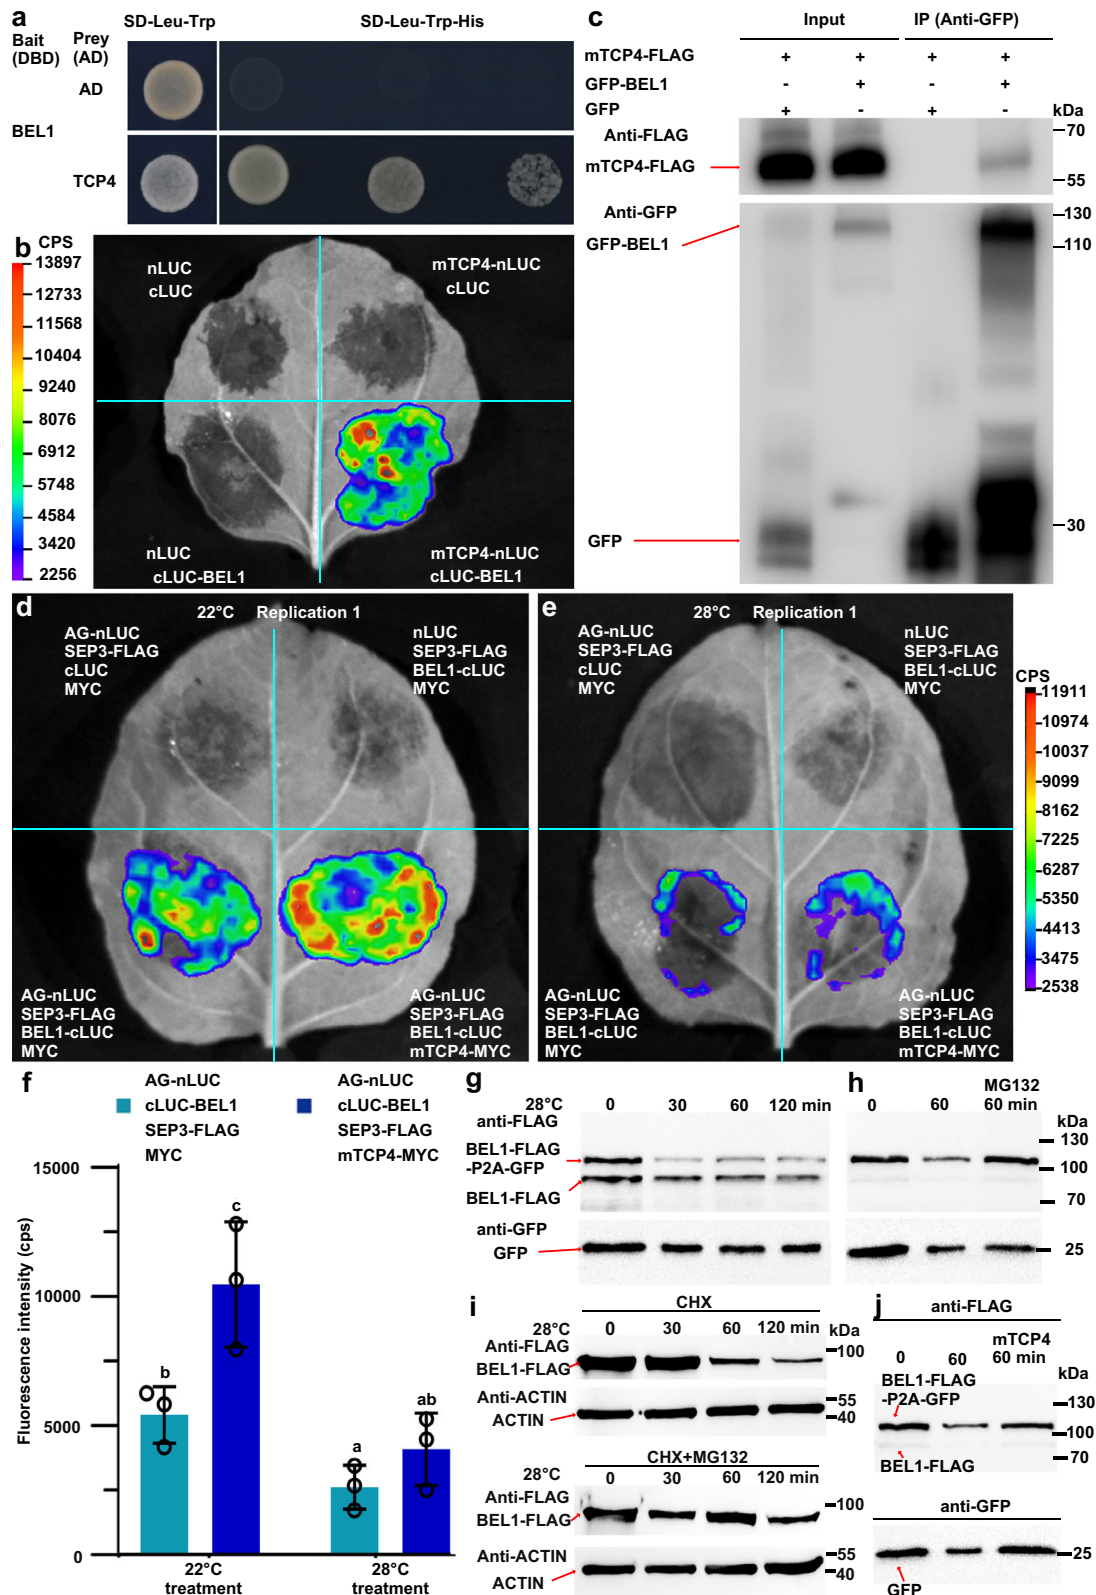 a
SD-Leu-Trp
SD-Leu-Trp-His
Bait
(DBD)
Prey
(AD)
AD
BEL1
TCP4
b
CPS
13897
12733
11568
10404
9240
8076
6912
5748
4584
3420
2256
nLUC
cLUC
mTCP4-nLUC
cLUC
nLUC
cLUC-BEL1
mTCP4-nLUC
cLUC-BEL1
c
Input
IP (Anti-GFP)
mTCP4-FLAG + + + +
GFP-BEL1 - + - +
GFP + - + -
kDa
Anti-FLAG
mTCP4-FLAG
70
55
Anti-GFP
GFP-BEL1
130
110
30
GFP
d
22°C Replication 1
AG-nLUC
SEP3-FLAG
cLUC
MYC
nLUC
SEP3-FLAG
BEL1-cLUC
MYC
AG-nLUC
SEP3-FLAG
BEL1-cLUC
MYC
AG-nLUC
SEP3-FLAG
BEL1-cLUC
mTCP4-MYC
e
28°C Replication 1
AG-nLUC
SEP3-FLAG
cLUC
MYC
nLUC
SEP3-FLAG
BEL1-cLUC
MYC
AG-nLUC
SEP3-FLAG
BEL1-cLUC
MYC
AG-nLUC
SEP3-FLAG
BEL1-cLUC
mTCP4-MYC
CPS
11911
10974
10037
9099
8162
7225
6287
5350
4413
3475
2538
f
AG-nLUC
cLUC-BEL1
SEP3-FLAG
MYC
AG-nLUC
cLUC-BEL1
SEP3-FLAG
mTCP4-MYC
Fluorescence intensity (cps)
15000
10000
5000
0
b
c
a
ab
22°C
treatment
28°C
treatment
g
28°C 0 30 60 120 min
anti-FLAG
BEL1-FLAG
-P2A-GFP
BEL1-FLAG
anti-GFP
GFP
h
MG132
0 60 60 min
kDa
130
100
70
25
i
CHX
28°C 0 30 60 120 min
kDa
Anti-FLAG
BEL1-FLAG
100
Anti-ACTIN
ACTIN
55
40
CHX+MG132
28°C 0 30 60 120 min
Anti-FLAG
BEL1-FLAG
100
Anti-ACTIN
ACTIN
55
40
j
anti-FLAG
mTCP4
0 60 60 min
kDa
BEL1-FLAG
-P2A-GFP
130
100
70
BEL1-FLAG
anti-GFP
25
GFP